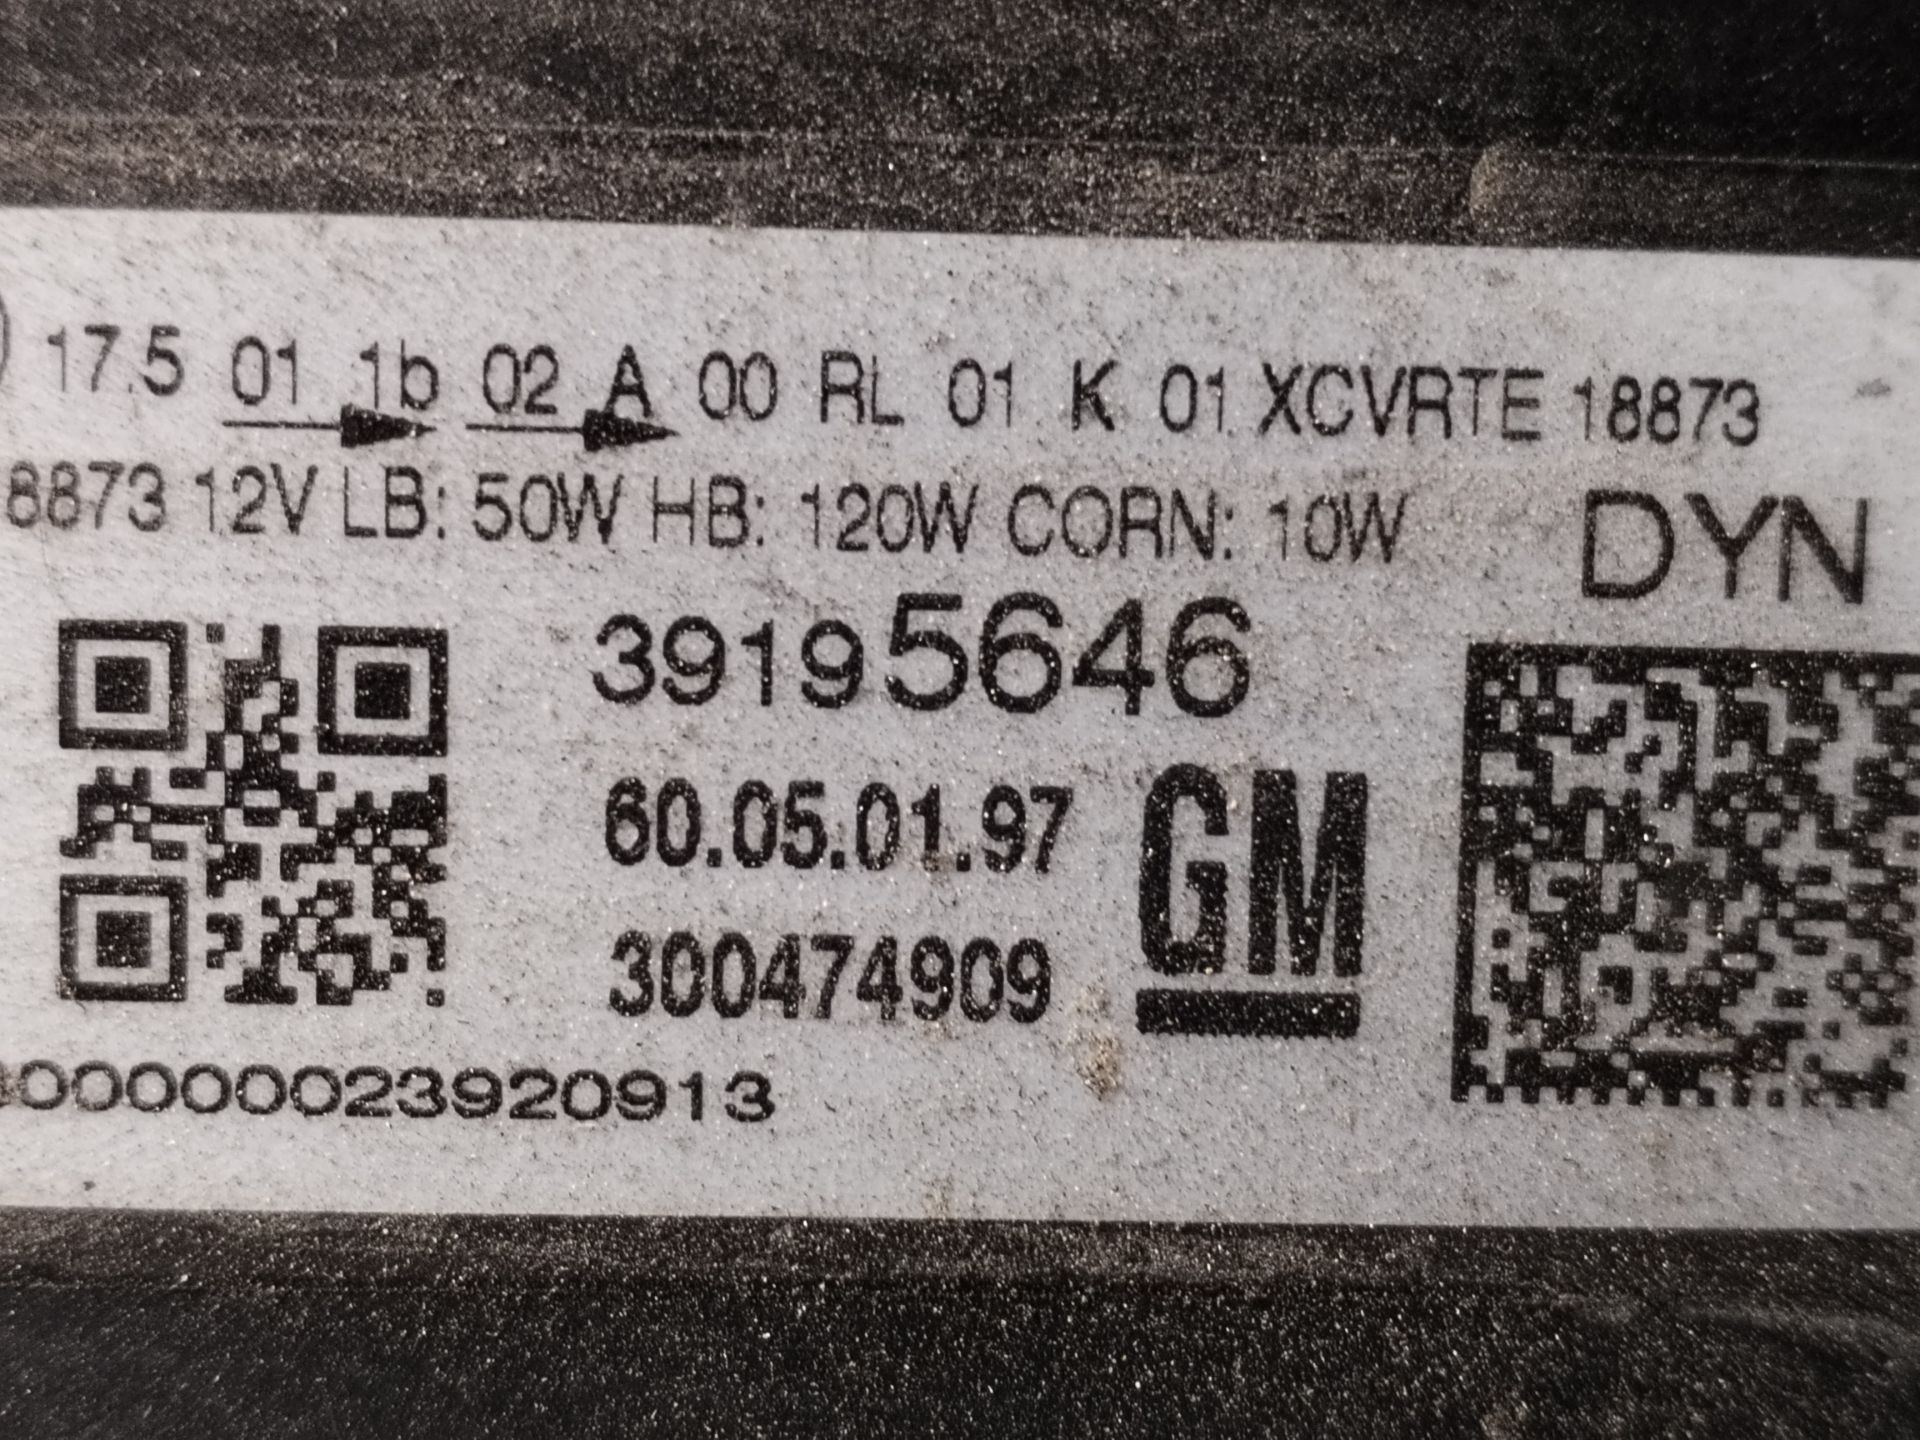 17.5 01 1b 02 A 00 RL 01 K 01 XCVRTE 18873
8873 12V LB: 50W HB: 120W CORN: 10W
DYN
39195646
60.05.01.97
300474909
GM
000000023920913